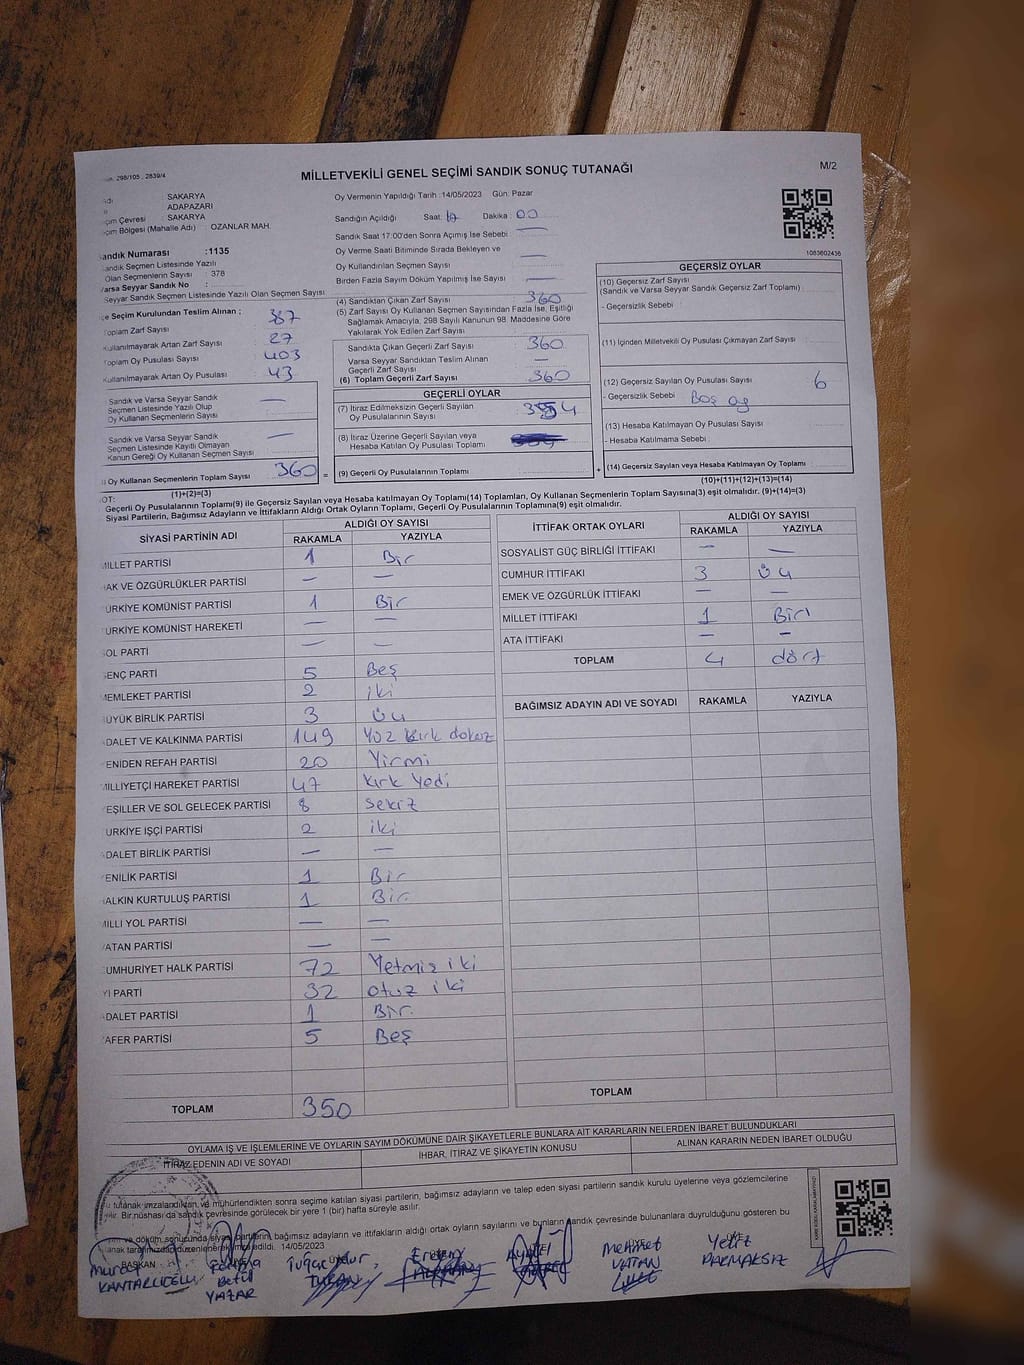 298/105 , 2839/4
MİLLETVEKİLİ GENEL SEÇİMİ SANDIK SONUÇ TUTANAĞI
M/2
SAKARYA
ADAPAZARI
çim Çevresi : SAKARYA
çim Bölgesi (Mahalle Adı) OZANLAR MAH.
andık Numarası :1135
andık Seçmen Listesinde Yazılı
Olan Seçmenlerin Sayısı : 378
arsa Seyyar Sandık No :
Seyyar Sandık Seçmen Listesinde Yazılı Olan Seçmen Sayısı
çe Seçim Kurulundan Teslim Alınan ;
oplam Zarf Sayısı 387
Kullanılmayarak Artan Zarf Sayısı 27
oplam Oy Pusulası Sayısı 403
Kullanılmayarak Artan Oy Pusulası 43
Sandık ve Varsa Seyyar Sandık
Seçmen Listesinde Yazılı Olup
Oy Kullanan Seçmenlerin Sayısı —
Sandık ve Varsa Seyyar Sandık
Seçmen Listesinde Kayıtlı Olmayan
Kanun Gereği Oy Kullanan Seçmen Sayısı —
Oy Kullanan Seçmenlerin Toplam Sayısı 360 =
(1)+(2)=(3)
Oy Vermenin Yapıldığı Tarih :14/05/2023 Gün: Pazar
Sandığın Açıldığı Saat: 17 Dakika : 00
Sandık Saat 17:00'den Sonra Açımış İse Sebebi —
Oy Verme Saati Bitiminde Sırada Bekleyen ve
Oy Kullandırılan Seçmen Sayısı —
Birden Fazla Sayım Döküm Yapılmış İse Sayısı —
(4) Sandıktan Çıkan Zarf Sayısı 360
(5) Zarf Sayısı Oy Kullanan Seçmen Sayısından Fazla İse, Eşitliği
Sağlamak Amacıyla, 298 Sayılı Kanunun 98. Maddesine Göre
Yakılarak Yok Edilen Zarf Sayısı
Sandıkta Çıkan Geçerli Zarf Sayısı 360
Varsa Seyyar Sandıktan Teslim Alınan
Geçerli Zarf Sayısı —
(6) Toplam Geçerli Zarf Sayısı 360
GEÇERLİ OYLAR
(7) İtiraz Edilmeksizin Geçerli Sayılan
Oy Pusulalarının Sayısı 354
(8) İtiraz Üzerine Geçerli Sayılan veya
Hesaba Katılan Oy Pusulası Toplamı
(9) Geçerli Oy Pusulalarının Toplamı +
1083602436
GEÇERSİZ OYLAR
(10) Geçersiz Zarf Sayısı
(Sandık ve Varsa Seyyar Sandık Geçersiz Zarf Toplamı)
- Geçersizlik Sebebi
(11) İçinden Milletvekili Oy Pusulası Çıkmayan Zarf Sayısı
(12) Geçersiz Sayılan Oy Pusulası Sayısı 6
- Geçersizlik Sebebi Boş oy
(13) Hesaba Katılmayan Oy Pusulası Sayısı
- Hesaba Katılmama Sebebi :
(14) Geçersiz Sayılan veya Hesaba Katılmayan Oy Toplamı
(10)+(11)+(12)+(13)=(14)
OT:
Geçerli Oy Pusulaları Toplamı(9) ile Geçersiz Sayılan veya Hesaba katılmayan Oy Toplamı(14) Toplamları, Oy Kullanan Seçmenlerin Toplam Sayısına(3) eşit olmalıdır. (9)+(14)=(3)
Siyasi Partilerin, Bağımsız Adayların ve İttifakların Aldığı Ortak Oyların Toplamı, Geçerli Oy Pusulalarının Toplamına(9) eşit olmalıdır.
SİYASİ PARTİNİN ADI ALDIĞI OY SAYISI
RAKAMLA YAZIYLA
MİLLET PARTİSİ 1 Bir
AK VE ÖZGÜRLÜKLER PARTİSİ — —
ÜRKİYE KOMÜNİST PARTİSİ 1 Bir
ÜRKİYE KOMÜNİST HAREKETİ — —
OL PARTİ — —
ENÇ PARTİ 5 Beş
MEMLEKET PARTİSİ 2 iki
ÜYÜK BİRLİK PARTİSİ 3 Üç
DALET VE KALKINMA PARTİSİ 149 Yüz kırk dokuz
ENİDEN REFAH PARTİSİ 20 Yirmi
MİLLİYETÇİ HAREKET PARTİSİ 47 Kırk Yedi
EŞİLLER VE SOL GELECEK PARTİSİ 8 Sekiz
ÜRKİYE İŞÇİ PARTİSİ 2 iki
DALET BİRLİK PARTİSİ — —
ENİLİK PARTİSİ 1 Bir
ALKIN KURTULUŞ PARTİSİ 1 Bir
MİLLİ YOL PARTİSİ — —
ATAN PARTİSİ — —
UMHURİYET HALK PARTİSİ 72 Yetmiş iki
Yİ PARTİ 32 otuz iki
DALET PARTİSİ 1 Bir
AFER PARTİSİ 5 Beş
TOPLAM 350
İTTİFAK ORTAK OYLARI ALDIĞI OY SAYISI
RAKAMLA YAZIYLA
SOSYALİST GÜÇ BİRLİĞİ İTTİFAKI — —
CUMHUR İTTİFAKI 3 Üç
EMEK VE ÖZGÜRLÜK İTTİFAKI — —
MİLLET İTTİFAKI 1 Bir
ATA İTTİFAKI — —
TOPLAM 4 dört
BAĞIMSIZ ADAYIN ADI VE SOYADI RAKAMLA YAZIYLA
TOPLAM
OYLAMA İŞ VE İŞLEMLERİNE VE OYLARIN SAYIM DÖKÜMÜNE DAİR ŞİKAYETLERLE BUNLARA AİT KARARLARIN NELERDEN İBARET BULUNDUKLARI
İTİRAZ EDENİN ADI VE SOYADI İHBAR, İTİRAZ VE ŞİKAYETİN KONUSU ALINAN KARARIN NEDEN İBARET OLDUĞU
tutanak imzalandıktan ve mühürlendikten sonra seçime katılan siyasi partilerin, bağımsız adayların ve talep eden siyasi partilerin sandık kurulu üyelerine veya gözlemcilerine
Bir nüshası da sandık çevresinde görülecek bir yere 1 (bir) hafta süreyle asılır.
ve döküm sonucunda siyasi partilerin, bağımsız adayların ve ittifakların aldığı ortak oyların sayılarını ve bunların sandık çevresinde bulunanlara duyrulduğunu gösteren bu
anak tarafımızdan düzenlenerek imza edildi. 14/05/2023
BAŞKAN
Murat KANTARCIOĞLU
Betül YAZAR
Tuğçe TURAN
Mehmet VATAN
Yeliz PARMAKSIZ